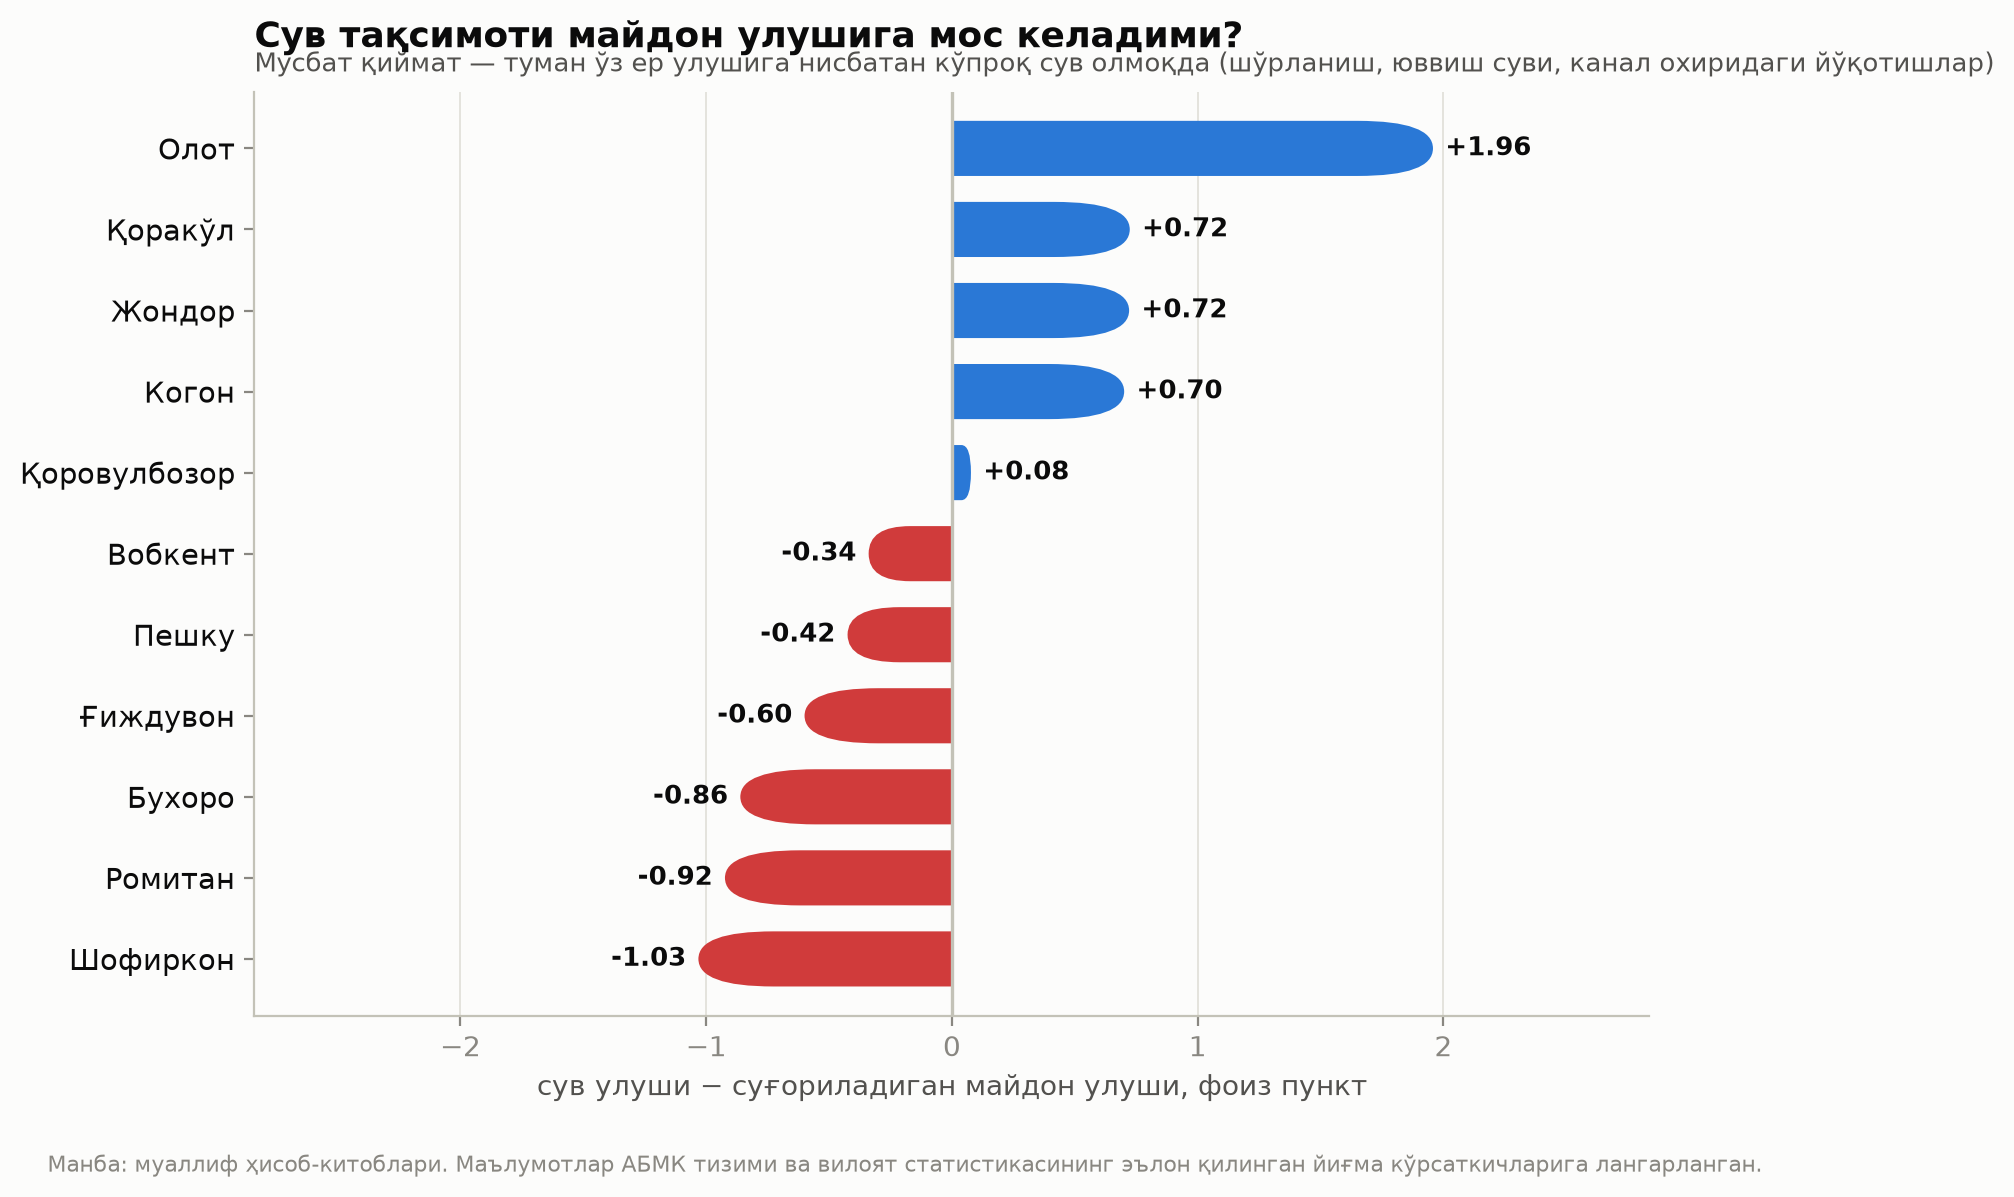 Сув тақсимоти майдон улушига мос келадими?
Мусбат қиймат — туман ўз ер улушига нисбатан кўпроқ сув олмоқда (шўрланиш, юввиш суви, канал охиридаги йўқотишлар)
Олот +1.96
Қоракўл +0.72
Жондор +0.72
Когон +0.70
Қоровулбозор +0.08
Вобкент -0.34
Пешку -0.42
Ғиждувон -0.60
Бухоро -0.86
Ромитан -0.92
Шофиркон -1.03
−2 −1 0 1 2
сув улуши − суғориладиган майдон улуши, фоиз пункт
Манба: муаллиф ҳисоб-китоблари. Маълумотлар АБМК тизими ва вилоят статистикасининг эълон қилинган йиғма кўрсаткичларига лангарланган.